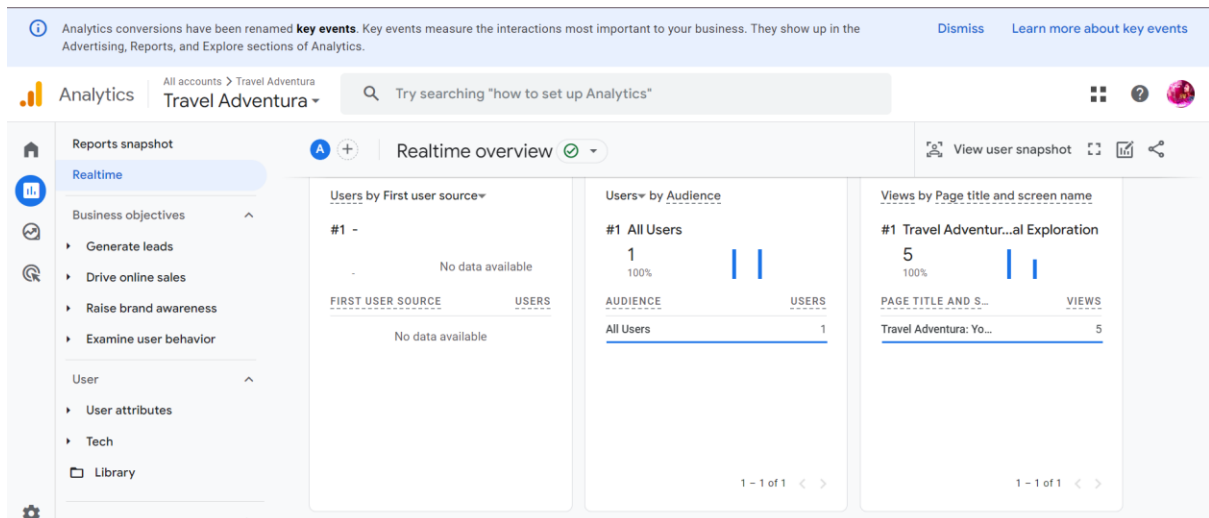 Analytics conversions have been renamed key events. Key events measure the interactions most important to your business. They show up in the
Advertising, Reports, and Explore sections of Analytics.
Dismiss
Learn more about key events
Analytics
All accounts > Travel Adventura
Travel Adventura
Try searching "how to set up Analytics"
Reports snapshot
Realtime
Business objectives
Generate leads
Drive online sales
Raise brand awareness
Examine user behavior
User
User attributes
Tech
Library
A
Realtime overview
View user snapshot
Users by First user source
#1 -
-
No data available
FIRST USER SOURCE USERS
No data available
Users by Audience
#1 All Users
1
100%
AUDIENCE USERS
All Users 1
1 – 1 of 1
Views by Page title and screen name
#1 Travel Adventur...al Exploration
5
100%
PAGE TITLE AND S... VIEWS
Travel Adventura: Yo... 5
1 – 1 of 1